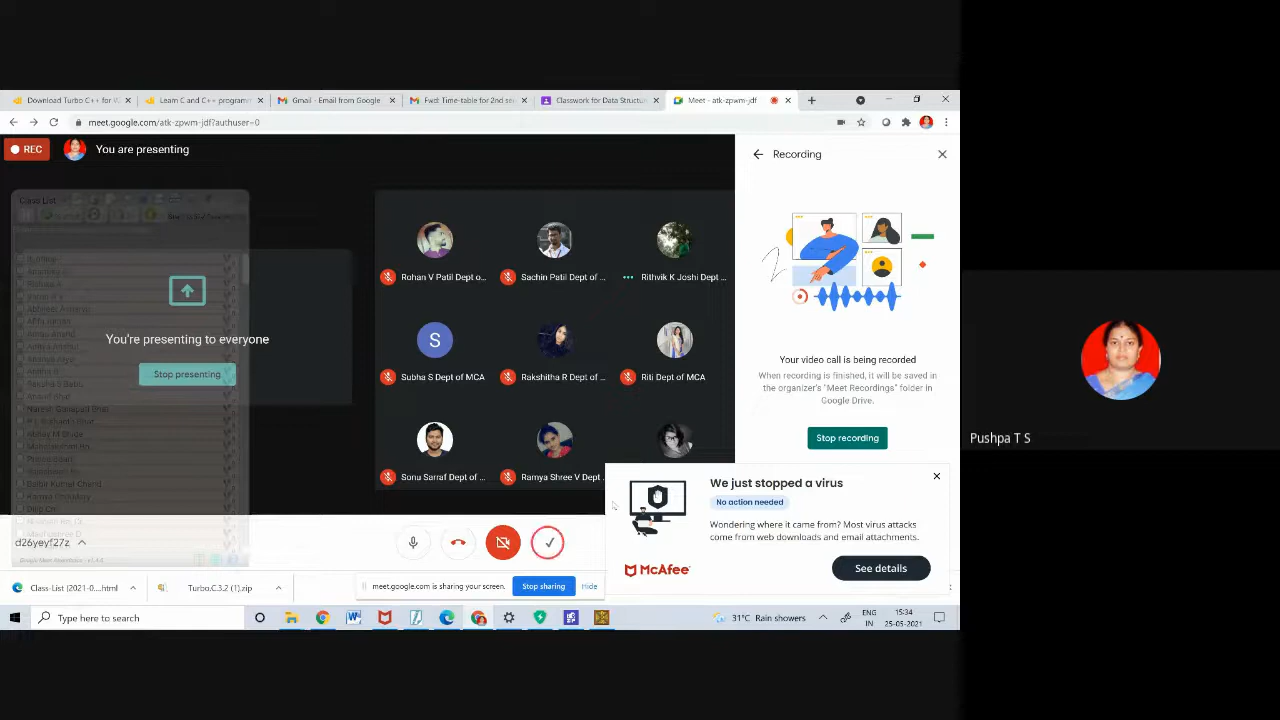 Download Turbo C++ for W
Learn C and C++ program
Gmail - Email from Google
Fwd: Time-table for 2nd se
Classwork for Data Structur
Meet - atk-zpwm-jdf
meet.google.com/atk-zpwm-jdf?authuser=0
REC
You are presenting
Recording
Class List
Rohan V Patil Dept o...
Sachin Patil Dept of ...
Rithvik K Joshi Dept ...
You're presenting to everyone
Stop presenting
S
Subha S Dept of MCA
Rakshitha R Dept of...
Riti Dept of MCA
Your video call is being recorded
When recording is finished, it will be saved in
the organizer's "Meet Recordings" folder in
Google Drive.
Stop recording
Pushpa T S
Sonu Sarraf Dept of ...
Ramya Shree V Dept
We just stopped a virus
No action needed
Wondering where it came from? Most virus attacks
come from web downloads and email attachments.
McAfee
See details
d26yeyf27z
Class-List (2021-0....html
Turbo.C.3.2 (1).zip
meet.google.com is sharing your screen.
Stop sharing
Hide
Type here to search
31°C Rain showers
ENG
IN
15:34
25-05-2021